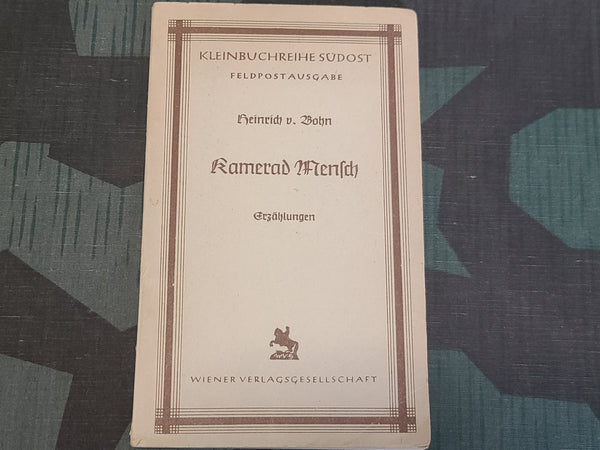 KLEINBUCHREIHE SÜDOST
FELDPOSTAUSGABE
Heinrich v. Bohn
Kamerad Mensch
Erzählungen
WIENER VERLAGSGESELLSCHAFT